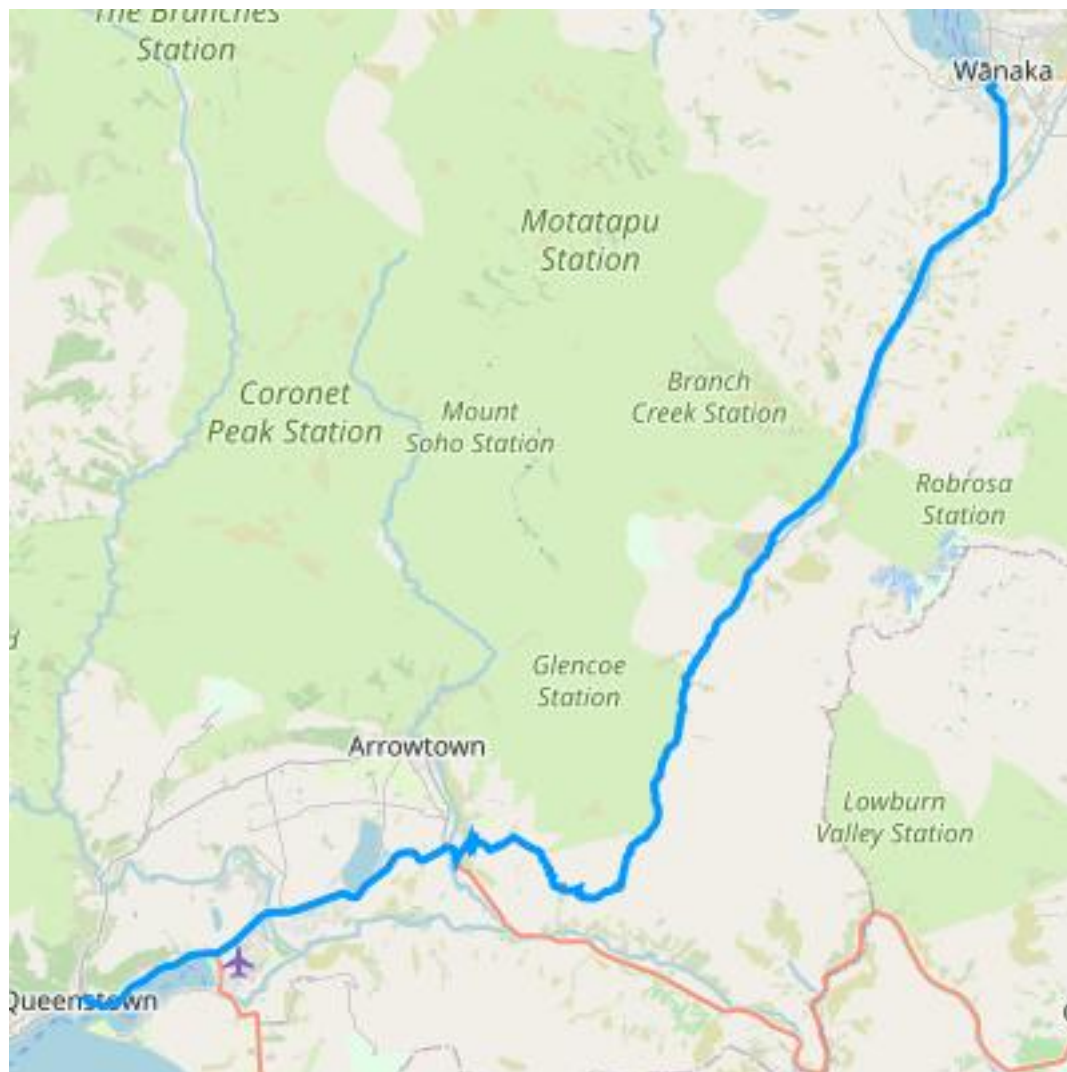 The Branches
Station
Wānaka
Motatapu
Station
Coronet
Peak Station
Mount
Soho Station
Branch
Creek Station
Robrosa
Station
Glencoe
Station
Arrowtown
Lowburn
Valley Station
Queenstown